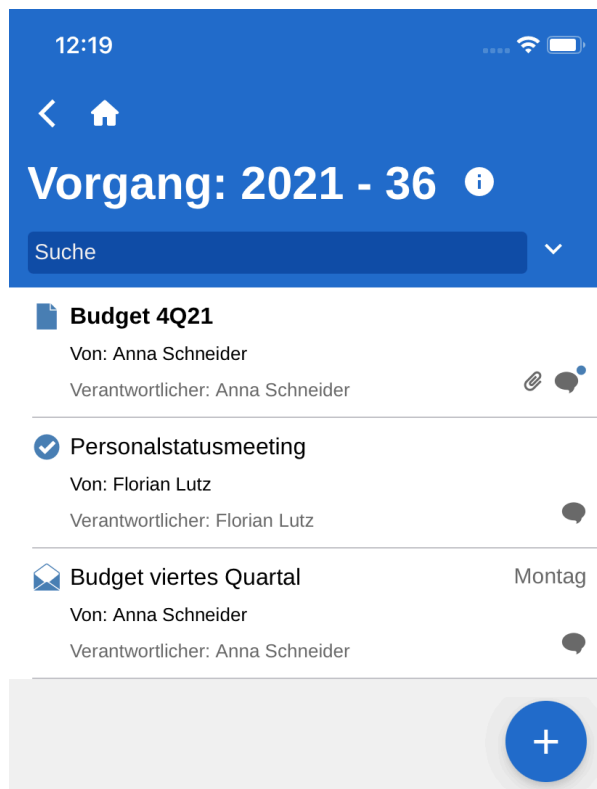 12:19
Vorgang: 2021 - 36
Suche
Budget 4Q21
Von: Anna Schneider
Verantwortlicher: Anna Schneider
Personalstatusmeeting
Von: Florian Lutz
Verantwortlicher: Florian Lutz
Budget viertes Quartal Montag
Von: Anna Schneider
Verantwortlicher: Anna Schneider